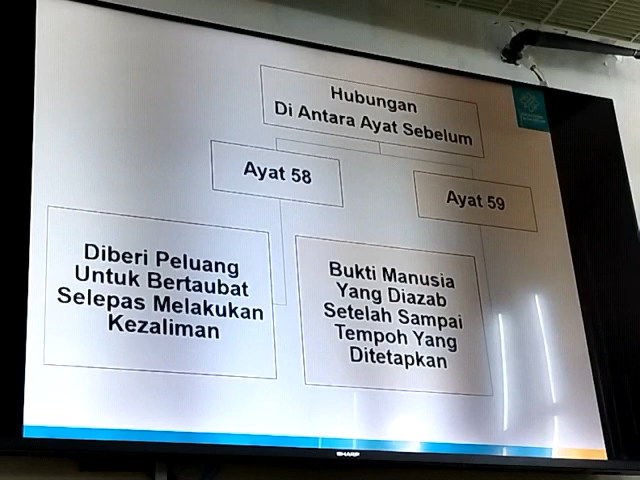 Hubungan
Di Antara Ayat Sebelum
Ayat 58
Ayat 59
Diberi Peluang
Untuk Bertaubat
Selepas Melakukan
Kezaliman
Bukti Manusia
Yang Diazab
Setelah Sampai
Tempoh Yang
Ditetapkan
SHARP